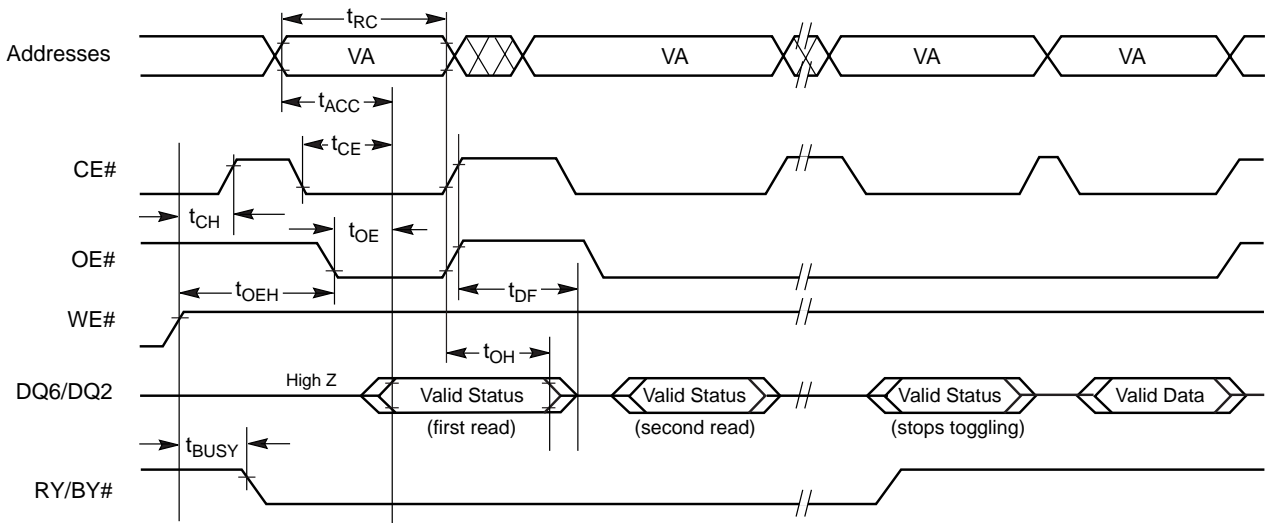 tRC
Addresses VA VA VA VA
tACC
tCE
CE#
tCH tOE
OE#
tOEH tDF
WE#
tOH
High Z
DQ6/DQ2 Valid Status Valid Status Valid Status Valid Data
(first read) (second read) (stops toggling)
tBUSY
RY/BY#